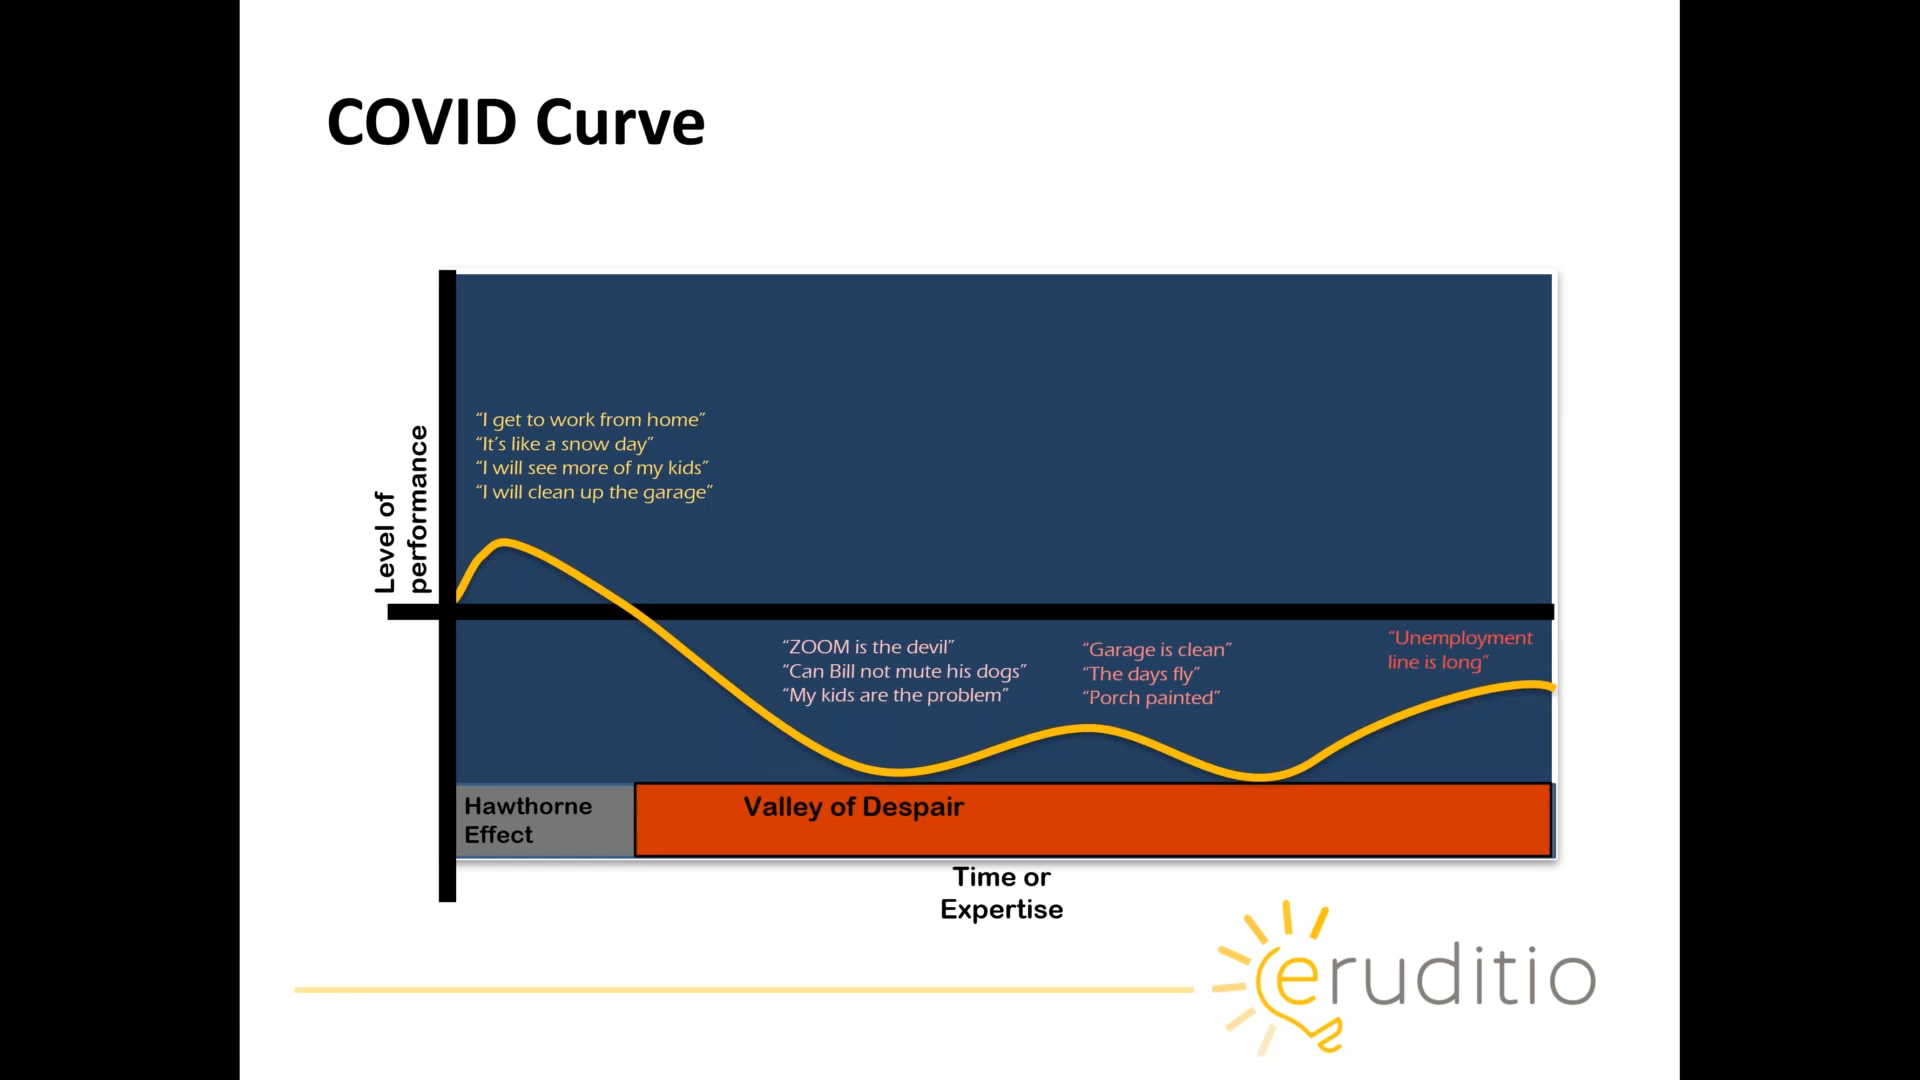 COVID Curve
Level of
performance
“I get to work from home”
“It’s like a snow day”
“I will see more of my kids”
“I will clean up the garage”
“ZOOM is the devil”
“Can Bill not mute his dogs”
“My kids are the problem”
“Garage is clean”
“The days fly”
“Porch painted”
“Unemployment
line is long“
Hawthorne
Effect
Valley of Despair
Time or
Expertise
eruditio